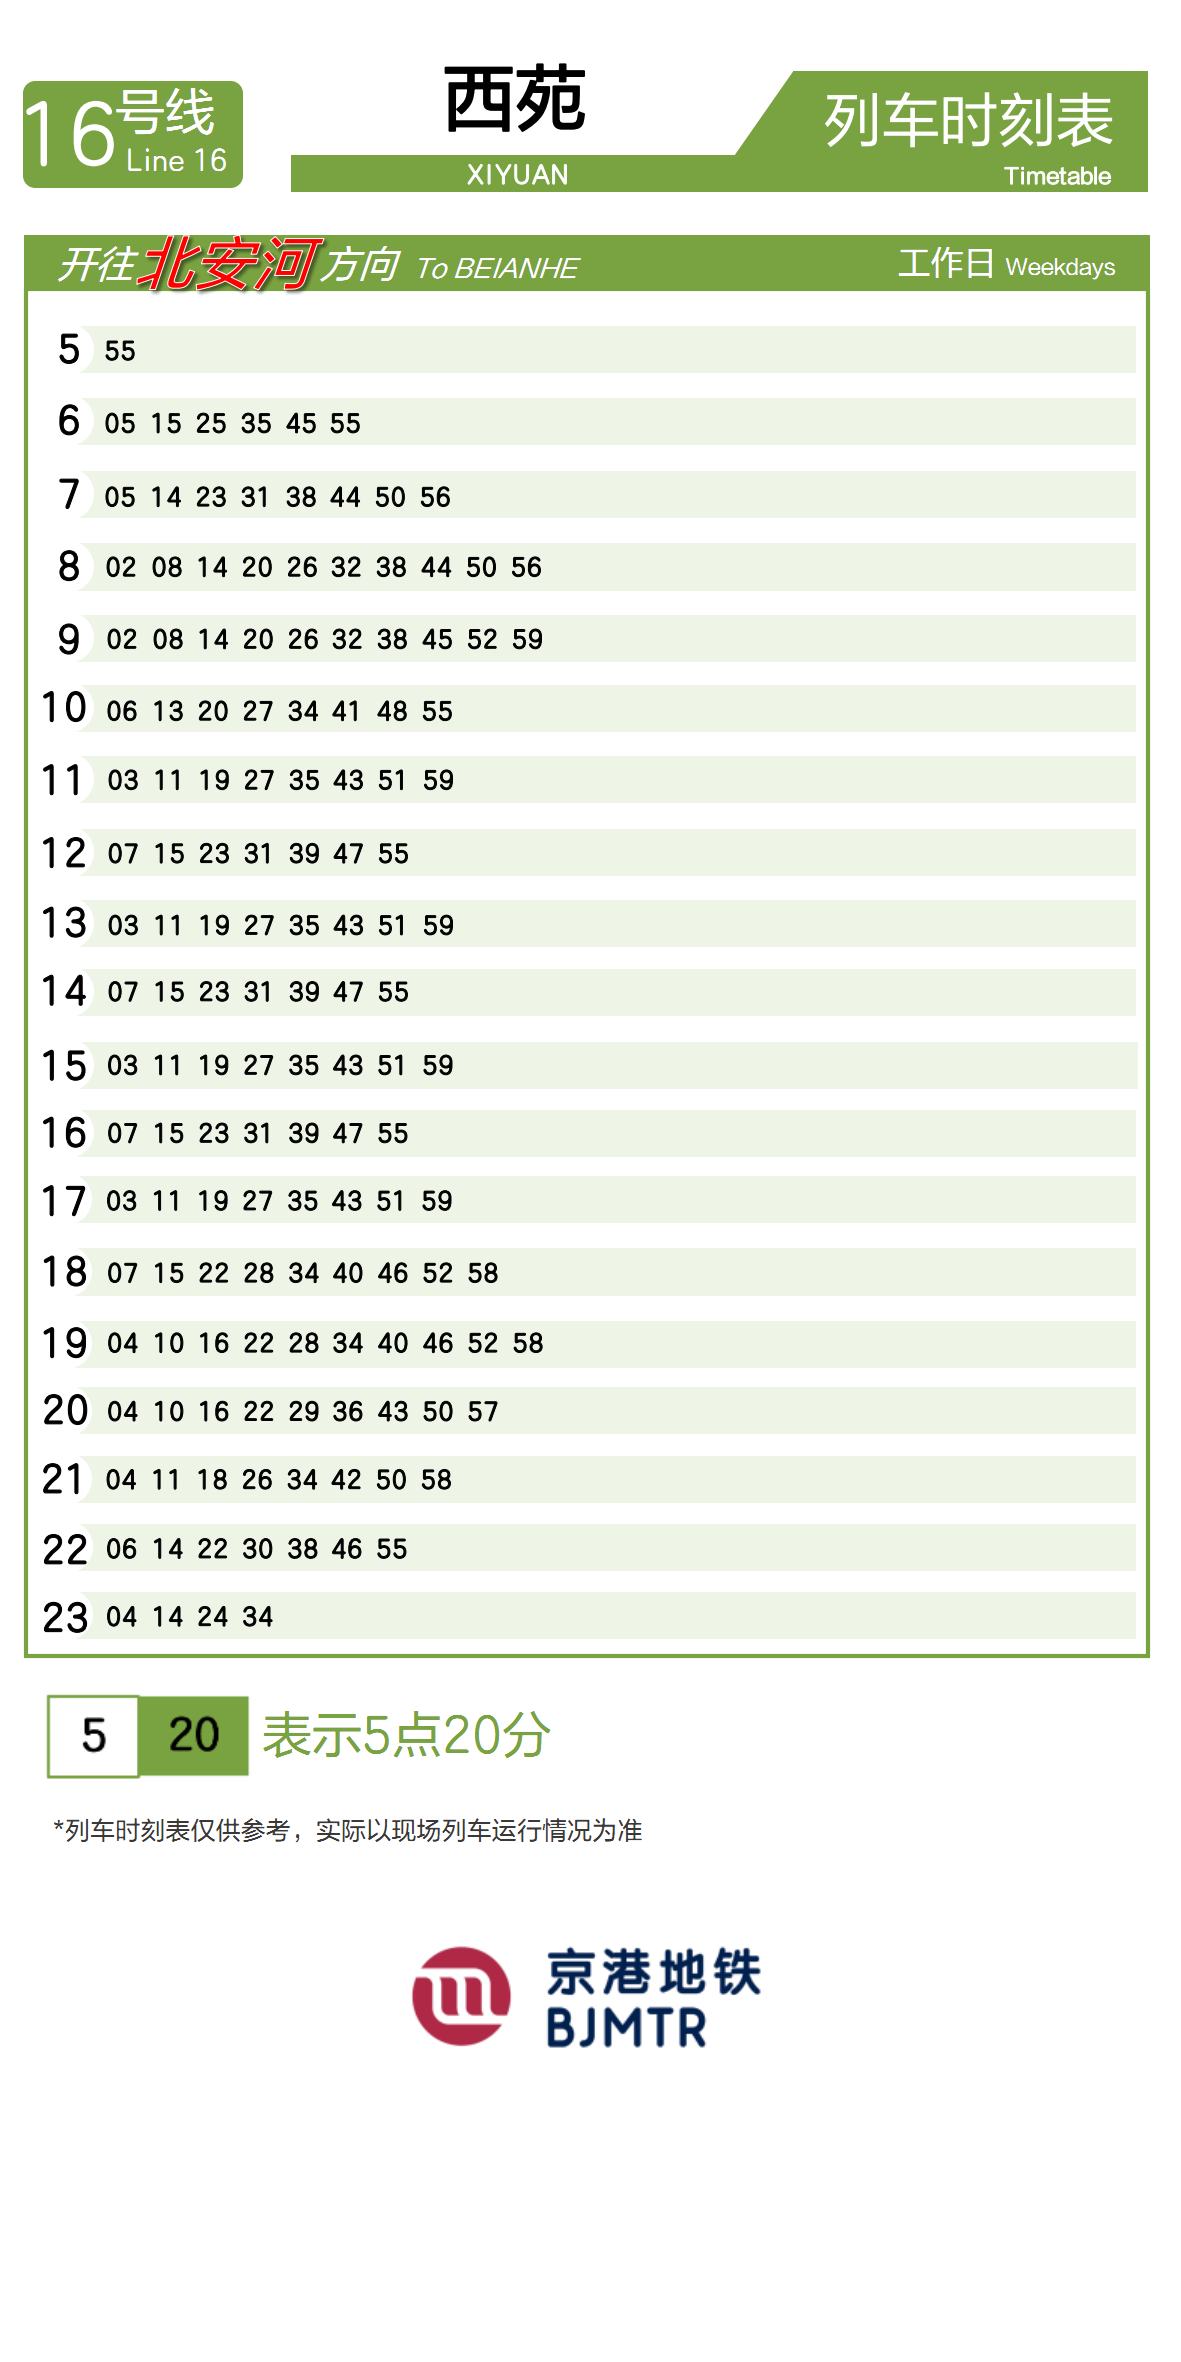 16号线
Line 16
西苑
XIYUAN
列车时刻表
Timetable
开往北安河方向 To BEIANHE 工作日 Weekdays
5 55
6 05 15 25 35 45 55
7 05 14 23 31 38 44 50 56
8 02 08 14 20 26 32 38 44 50 56
9 02 08 14 20 26 32 38 45 52 59
10 06 13 20 27 34 41 48 55
11 03 11 19 27 35 43 51 59
12 07 15 23 31 39 47 55
13 03 11 19 27 35 43 51 59
14 07 15 23 31 39 47 55
15 03 11 19 27 35 43 51 59
16 07 15 23 31 39 47 55
17 03 11 19 27 35 43 51 59
18 07 15 22 28 34 40 46 52 58
19 04 10 16 22 28 34 40 46 52 58
20 04 10 16 22 29 36 43 50 57
21 04 11 18 26 34 42 50 58
22 06 14 22 30 38 46 55
23 04 14 24 34
5 20 表示5点20分
*列车时刻表仅供参考，实际以现场列车运行情况为准
京港地铁
BJMTR